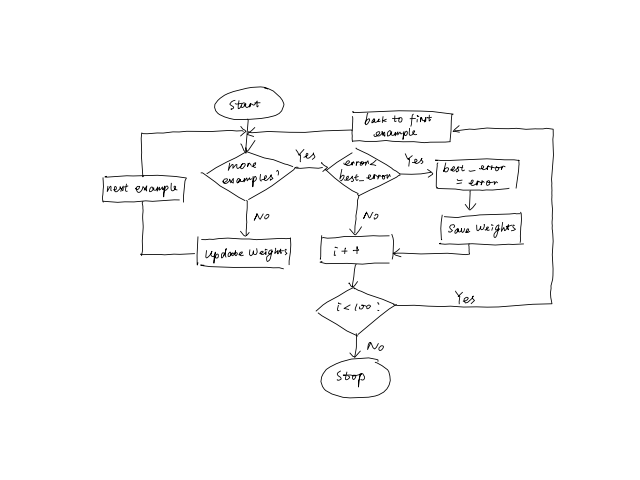 Start
back to first
example
more
examples?
Yes
error<
best_error
Yes
best_error
= error
next example
No
No
Save Weights
Update Weights
i++
i<100?
Yes
No
Stop